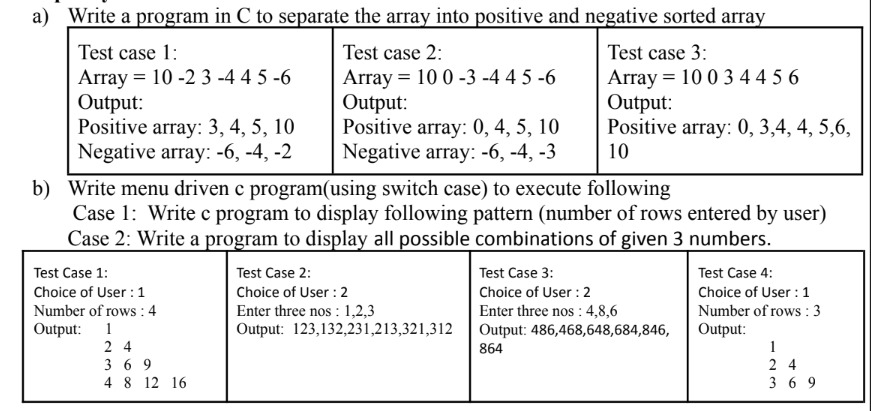 a) Write a program in C to separate the array into positive and negative sorted array
Test case 1:
Array = 10 -2 3 -4 4 5 -6
Output:
Positive array: 3, 4, 5, 10
Negative array: -6, -4, -2
Test case 2:
Array = 10 0 -3 -4 4 5 -6
Output:
Positive array: 0, 4, 5, 10
Negative array: -6, -4, -3
Test case 3:
Array = 10 0 3 4 4 5 6
Output:
Positive array: 0, 3,4, 4, 5,6,
10
b) Write menu driven c program(using switch case) to execute following
Case 1: Write c program to display following pattern (number of rows entered by user)
Case 2: Write a program to display all possible combinations of given 3 numbers.
Test Case 1:
Choice of User : 1
Number of rows : 4
Output: 1
2 4
3 6 9
4 8 12 16
Test Case 2:
Choice of User : 2
Enter three nos : 1,2,3
Output: 123,132,231,213,321,312
Test Case 3:
Choice of User : 2
Enter three nos : 4,8,6
Output: 486,468,648,684,846,
864
Test Case 4:
Choice of User : 1
Number of rows : 3
Output:
1
2 4
3 6 9